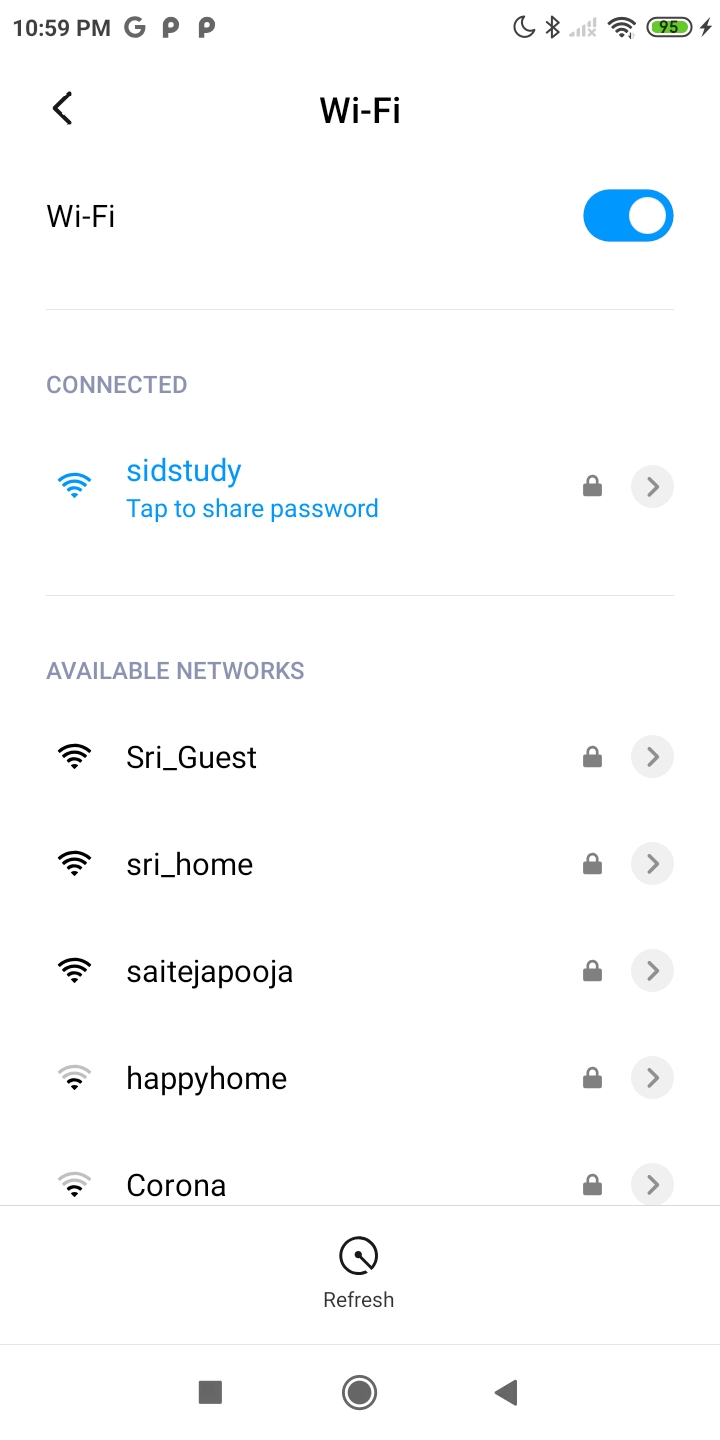 10:59 PM G P P 95
Wi-Fi
Wi-Fi
CONNECTED
sidstudy
Tap to share password
AVAILABLE NETWORKS
Sri_Guest
sri_home
saitejapooja
happyhome
Corona
Refresh